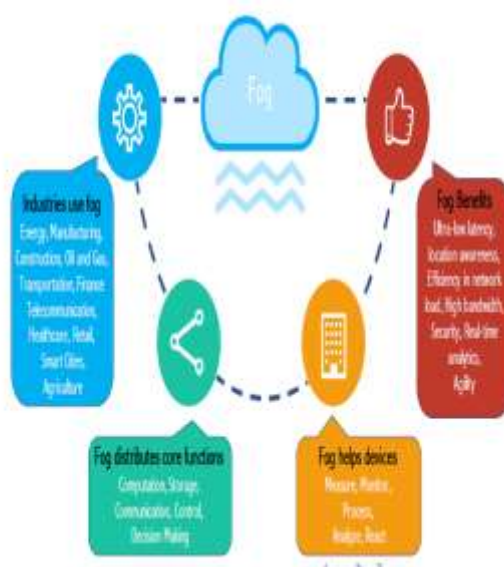 Fog
Industries use fog
Energy, Manufacturing,
Construction, Oil and Gas,
Transportation, Finance
Telecommunication,
Healthcare, Retail,
Smart Cities,
Agriculture
Fog Benefits
Ultra-low latency,
location awareness,
Efficiency in network
load, High bandwidth,
Security, Real-time
analytics,
Agility
Fog distributes core functions
Computation, Storage,
Communication, Control,
Decision Making
Fog helps devices
Measure, Monitor,
Process,
Analyze, React